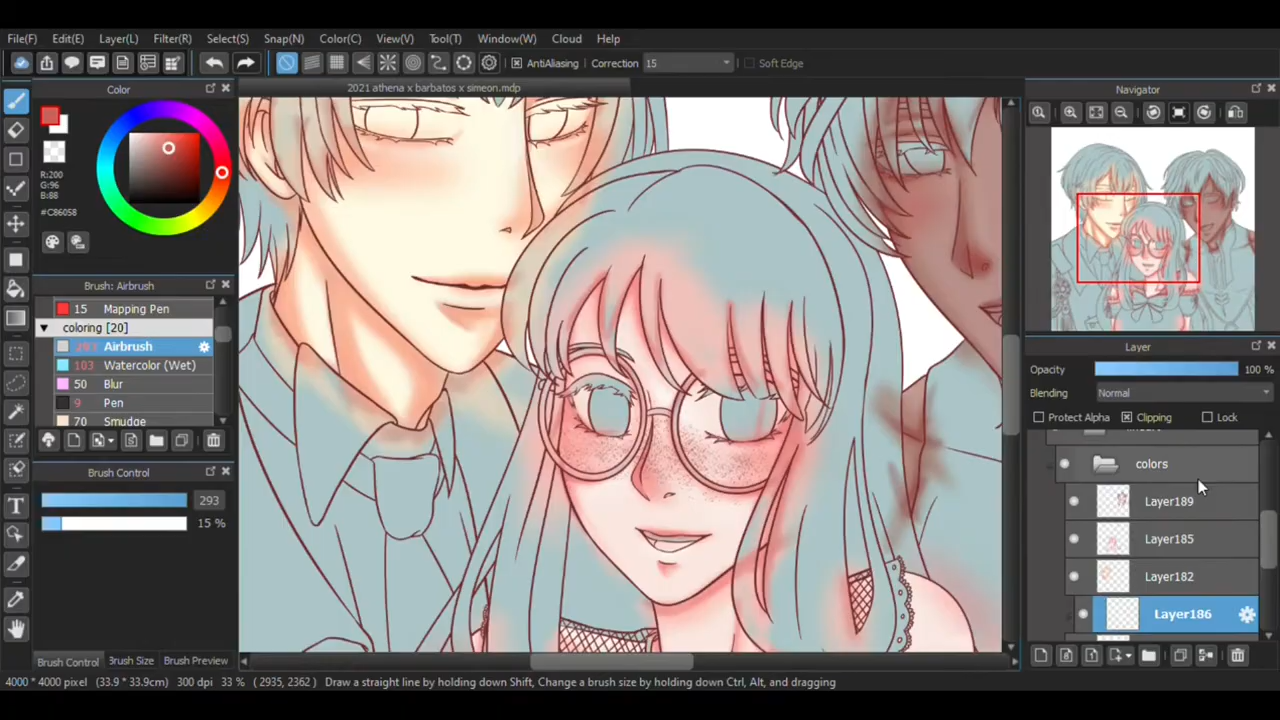 File(F) Edit(E) Layer(L) Filter(R) Select(S) Snap(N) Color(C) View(V) Tool(T) Window(W) Cloud Help
AntiAliasing Correction 15 Soft Edge
Color
2021 athena x barbatos x simeon.mdp
Navigator
R:200
G:96
B:88
#C86058
Brush: Airbrush
15 Mapping Pen
coloring [20]
293 Airbrush
103 Watercolor (Wet)
50 Blur
9 Pen
70 Smudge
Brush Control
293
15 %
Layer
Opacity 100 %
Blending Normal
Protect Alpha Clipping Lock
colors
Layer189
Layer185
Layer182
Layer186
Brush Control Brush Size Brush Preview
4000 * 4000 pixel (33.9 * 33.9cm) 300 dpi 33 % ( 2935, 2362 ) Draw a straight line by holding down Shift, Change a brush size by holding down Ctrl, Alt, and dragging